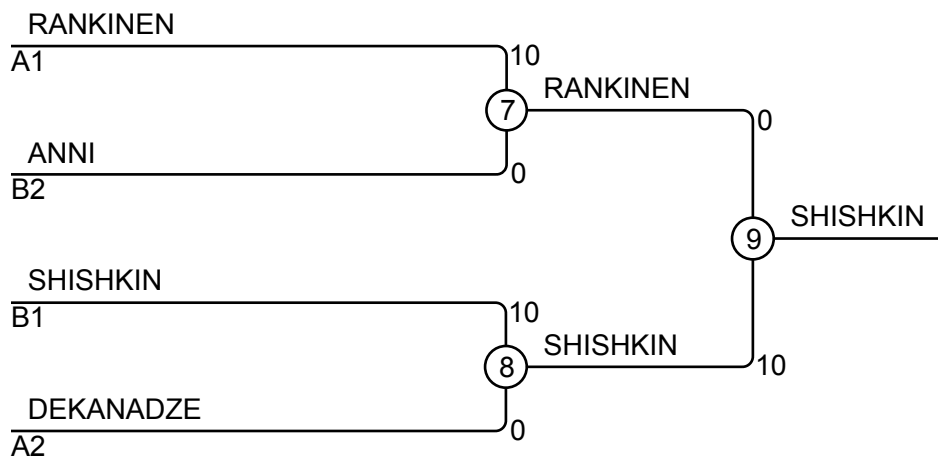 RANKINEN
A1
10
7
RANKINEN
0
ANNI
B2
0
9
SHISHKIN
SHISHKIN
B1
10
8
SHISHKIN
10
DEKANADZE
A2
0